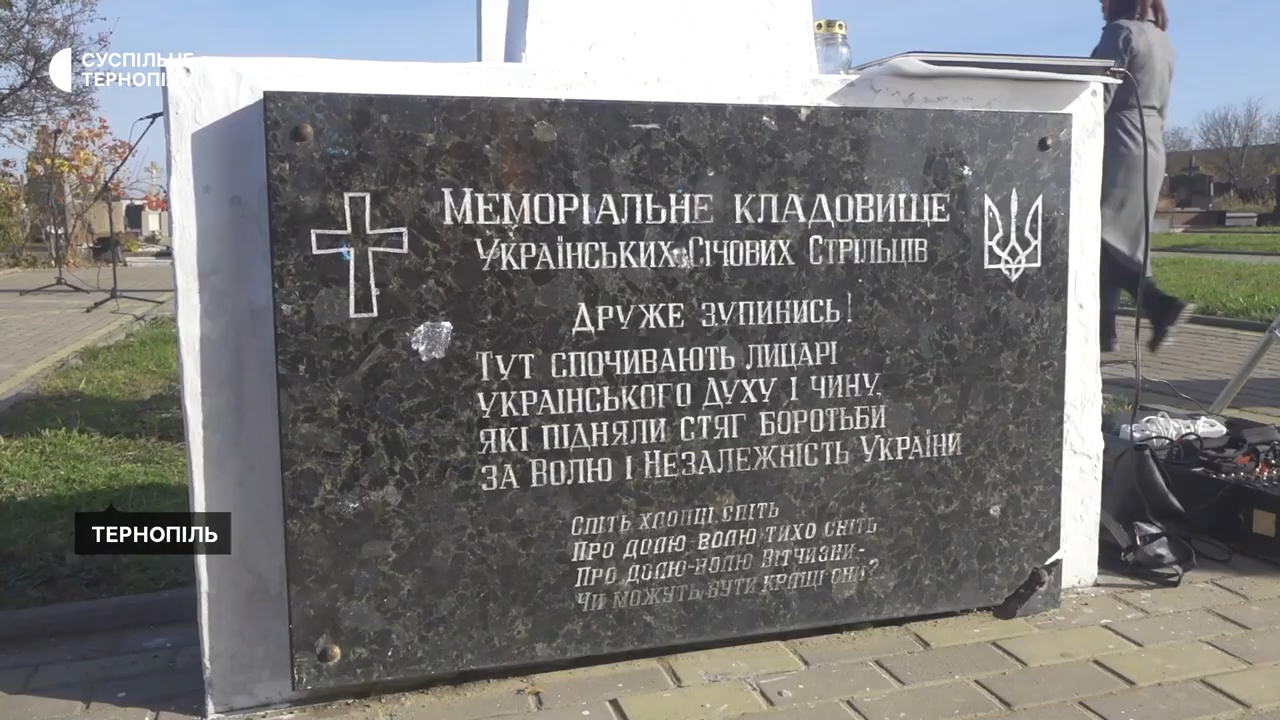 СУСПІЛЬНЕ
ТЕРНОПІЛЬ
МЕМОРІАЛЬНЕ КЛАДОВИЩЕ
УКРАЇНСЬКИХ СІЧОВИХ СТРІЛЬЦІВ
ДРУЖЕ ЗУПИНИСЬ!
ТУТ СПОЧИВАЮТЬ ЛИЦАРІ
УКРАЇНСЬКОГО ДУХУ І ЧИНУ,
ЯКІ ПІДНЯЛИ СТЯГ БОРОТЬБИ
ЗА ВОЛЮ І НЕЗАЛЕЖНІСТЬ УКРАЇНИ
СПІТЬ ХЛОПЦІ, СПІТЬ
ПРО ДОЛЮ-ВОЛЮ ТИХО СНІТЬ
ПРО ДОЛЮ-ВОЛЮ ВІТЧИЗНИ-
ЧИ МОЖУТЬ БУТИ КРАЩІ СНИ?
ТЕРНОПІЛЬ